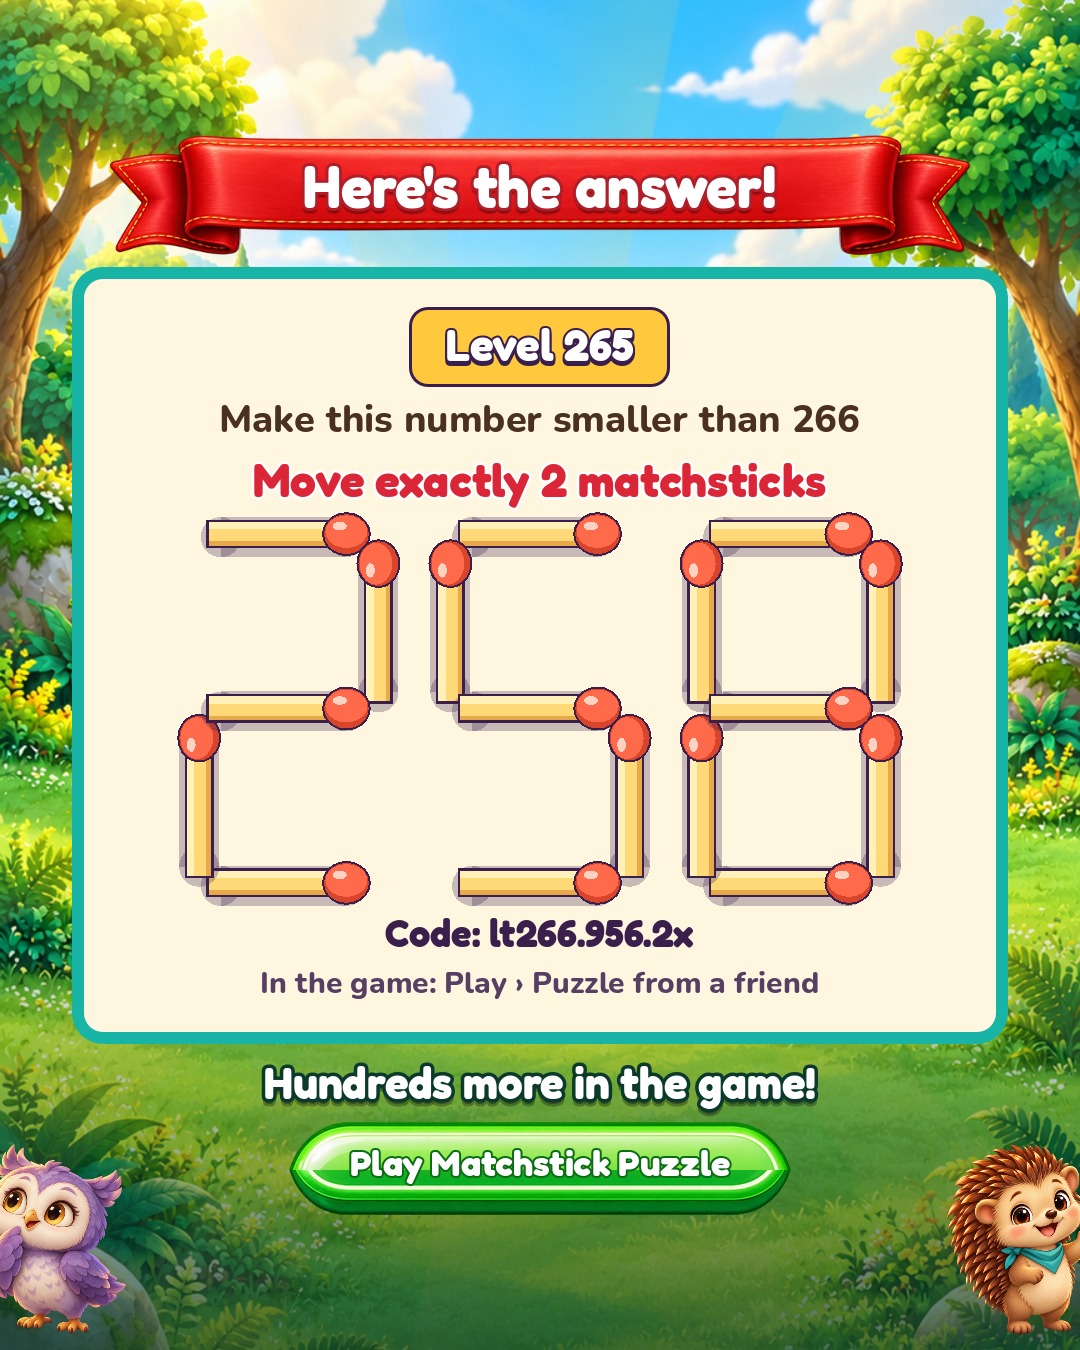 Here's the answer!
Level 265
Make this number smaller than 266
Move exactly 2 matchsticks
258
Code: lt266.956.2x
In the game: Play › Puzzle from a friend
Hundreds more in the game!
Play Matchstick Puzzle